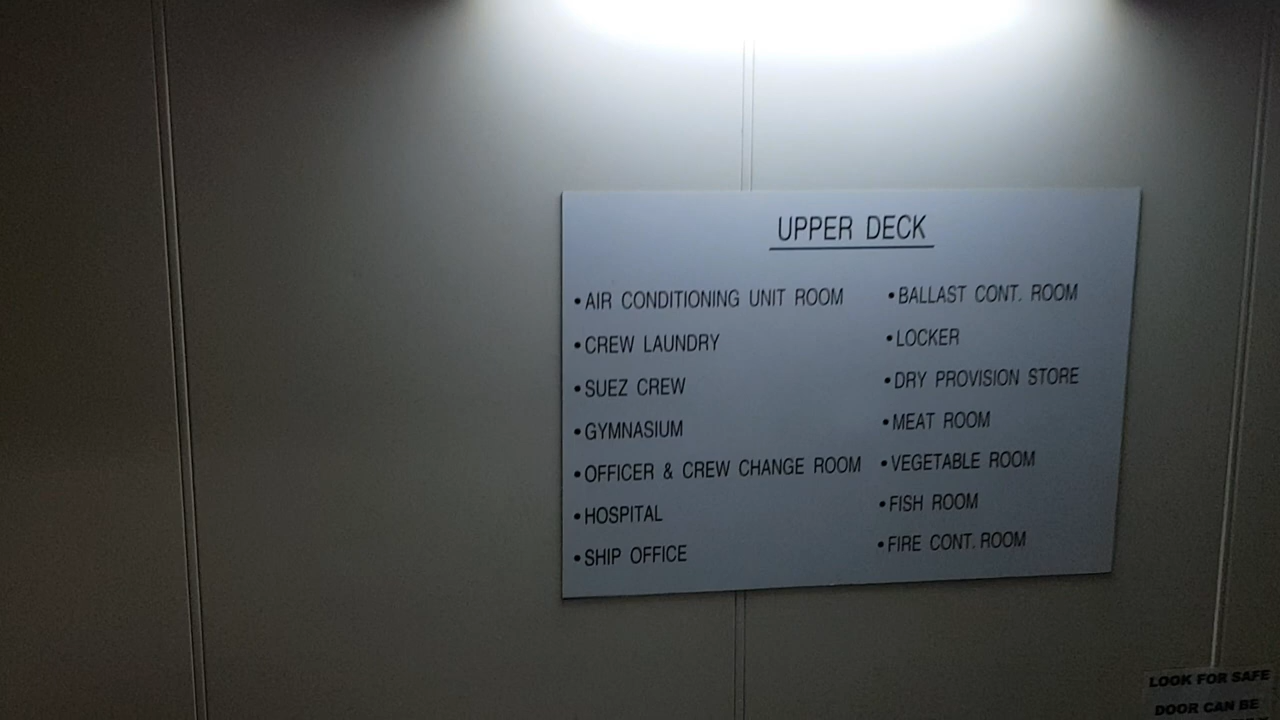 UPPER DECK
•AIR CONDITIONING UNIT ROOM
•CREW LAUNDRY
•SUEZ CREW
•GYMNASIUM
•OFFICER & CREW CHANGE ROOM
•HOSPITAL
•SHIP OFFICE
•BALLAST CONT. ROOM
•LOCKER
•DRY PROVISION STORE
•MEAT ROOM
•VEGETABLE ROOM
•FISH ROOM
•FIRE CONT. ROOM
LOOK FOR SAFE
DOOR CAN BE